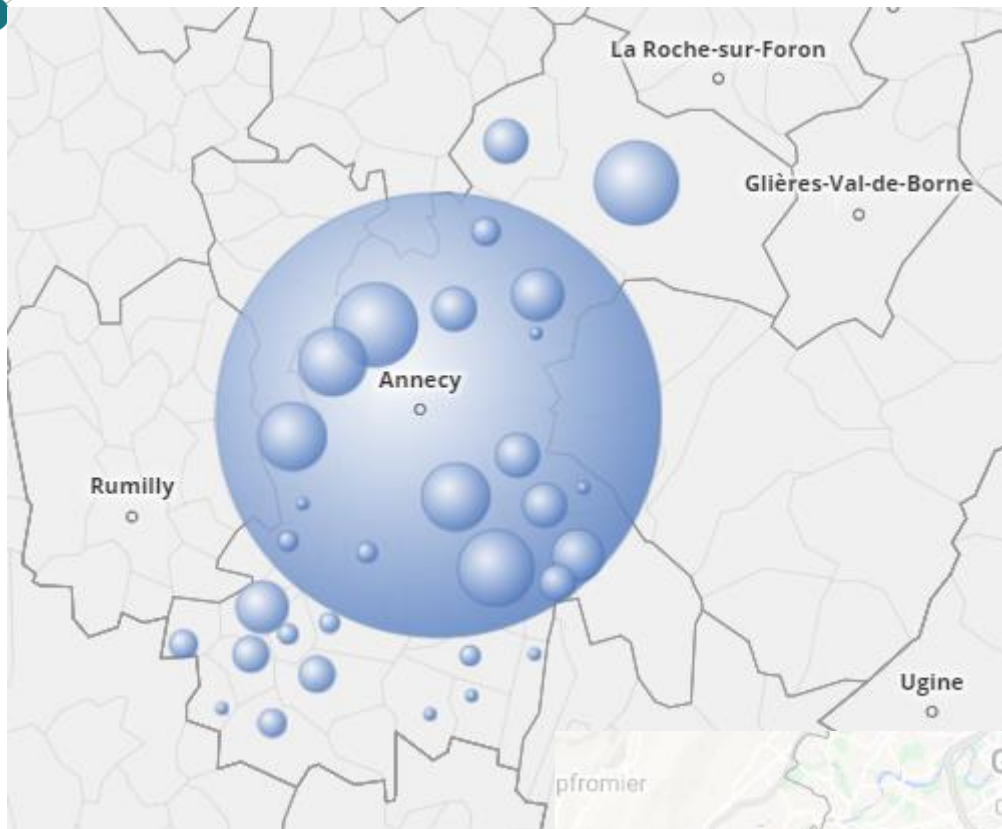 La Roche-sur-Foron
Glières-Val-de-Borne
Annecy
Rumilly
Ugine
pfromier